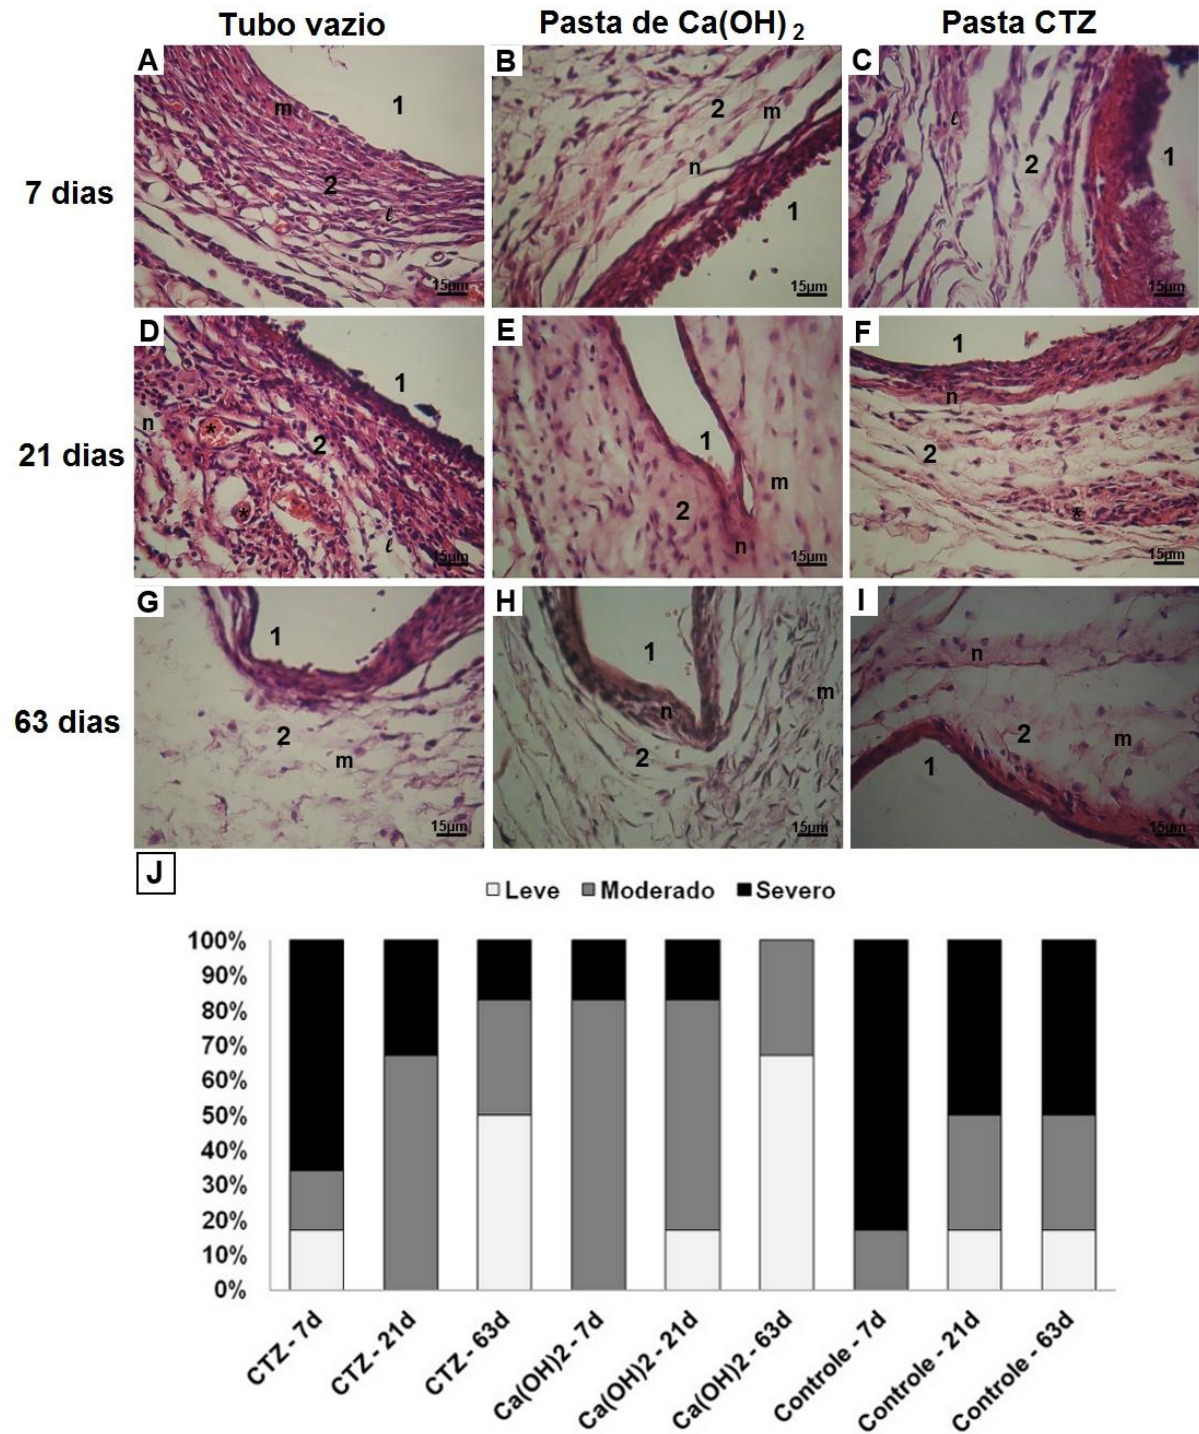 Tubo vazio Pasta de Ca(OH) 2 Pasta CTZ
7 dias
A m 1 2 ℓ 15µm
B 2 m n 1 15µm
C ℓ 2 1 15µm
21 dias
D 1 n * 2 * ℓ 15µm
E 1 m 2 n 15µm
F 1 n 2 * 15µm
63 dias
G 1 2 m 15µm
H 1 m n 2 15µm
I n 2 m 1 15µm
J
Leve Moderado Severo
100%
90%
80%
70%
60%
50%
40%
30%
20%
10%
0%
CTZ - 7d
CTZ - 21d
CTZ - 63d
Ca(OH)2 - 7d
Ca(OH)2 - 21d
Ca(OH)2 - 63d
Controle - 7d
Controle - 21d
Controle - 63d